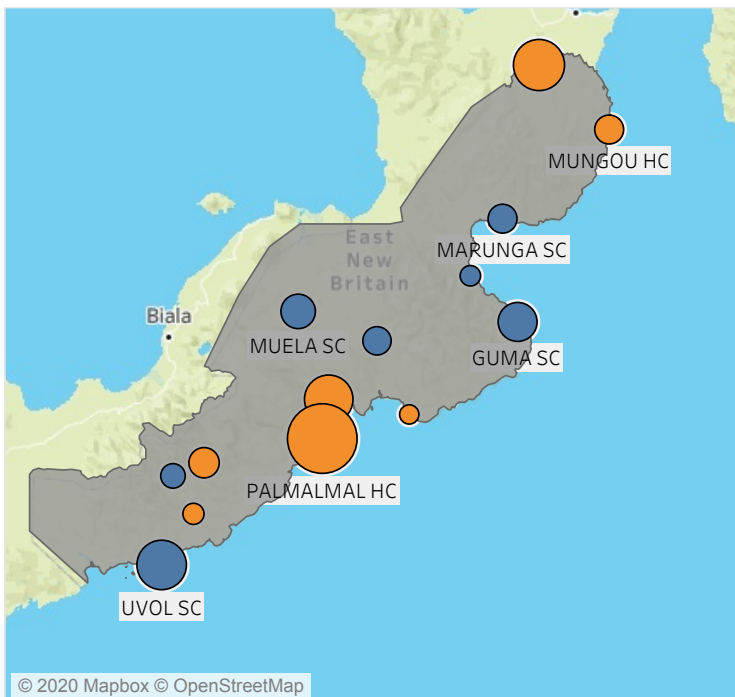 MUNGOU HC
MARUNGA SC
East
New
Britain
Biala
MUELA SC
GUMA SC
PALMALMAL HC
UVOL SC
© 2020 Mapbox © OpenStreetMap